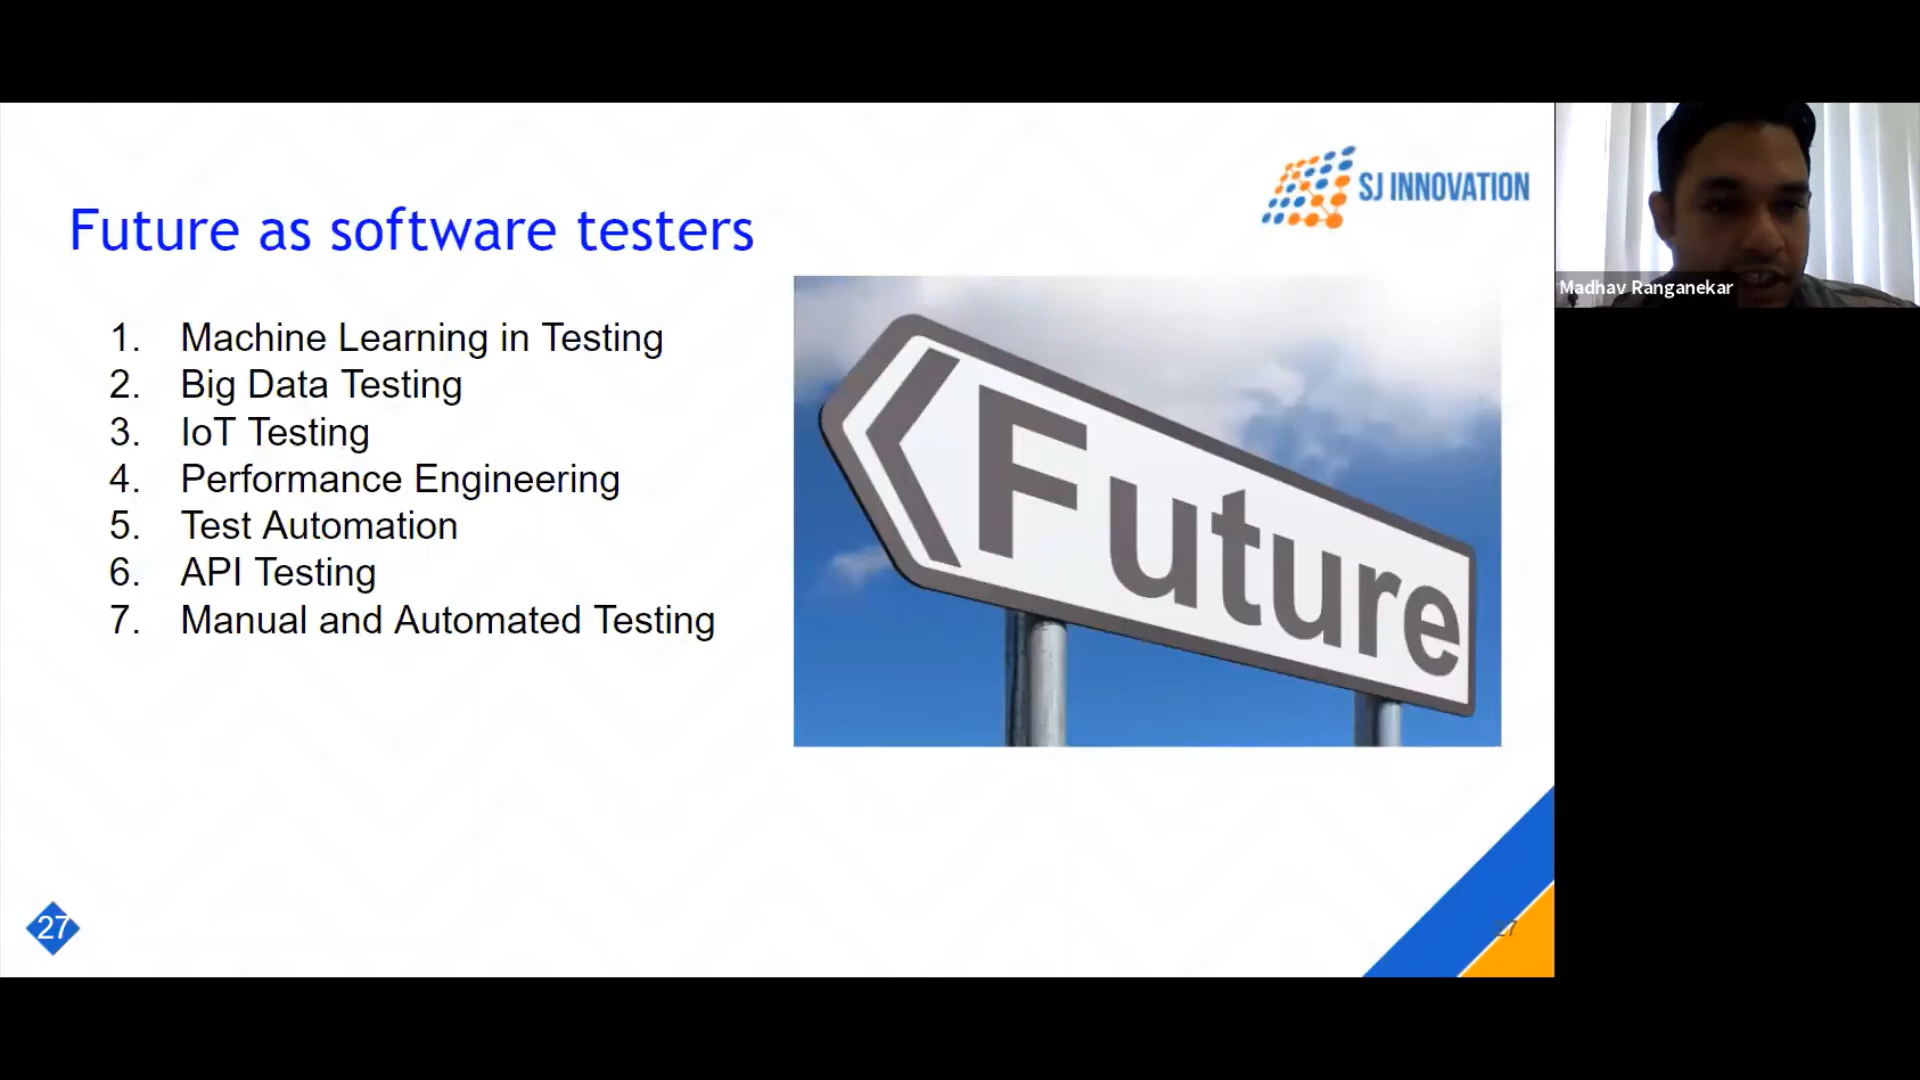 SJ INNOVATION
Future as software testers
1. Machine Learning in Testing
2. Big Data Testing
3. IoT Testing
4. Performance Engineering
5. Test Automation
6. API Testing
7. Manual and Automated Testing
Future
Madhav Ranganekar
27
27